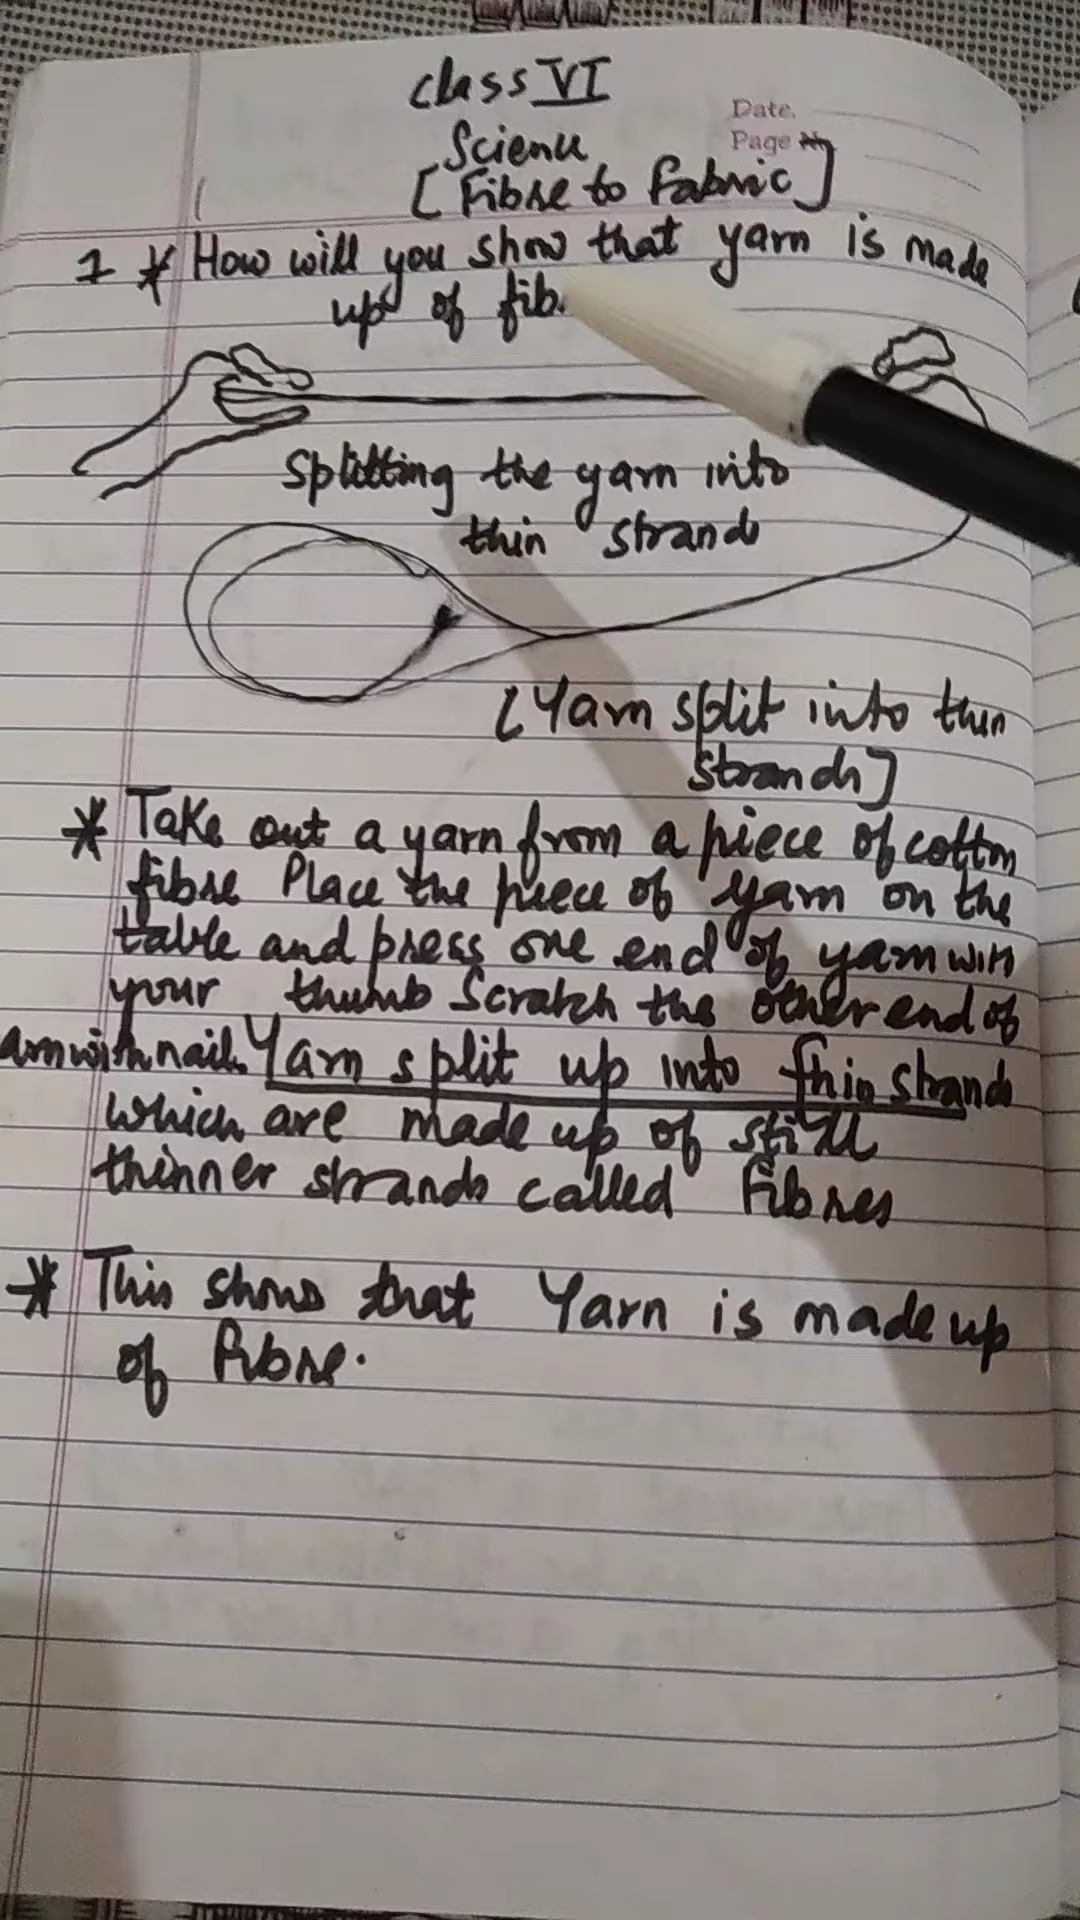 class VI
Date.
Page No.
Science
[Fibre to fabric]
1 * How will you show that yarn is made
up of fib
Splitting the yarn into
thin strands
[Yarn split into thin
strands]
* Take out a yarn from a piece of cotton
fibre Place the piece of yarn on the
table and press one end of yarn with
your thumb Scratch the other end of
arn with nail. Yarn split up into thin strands
which are made up of still
thinner strands called Fibres
* This shows that Yarn is made up
of fibre.